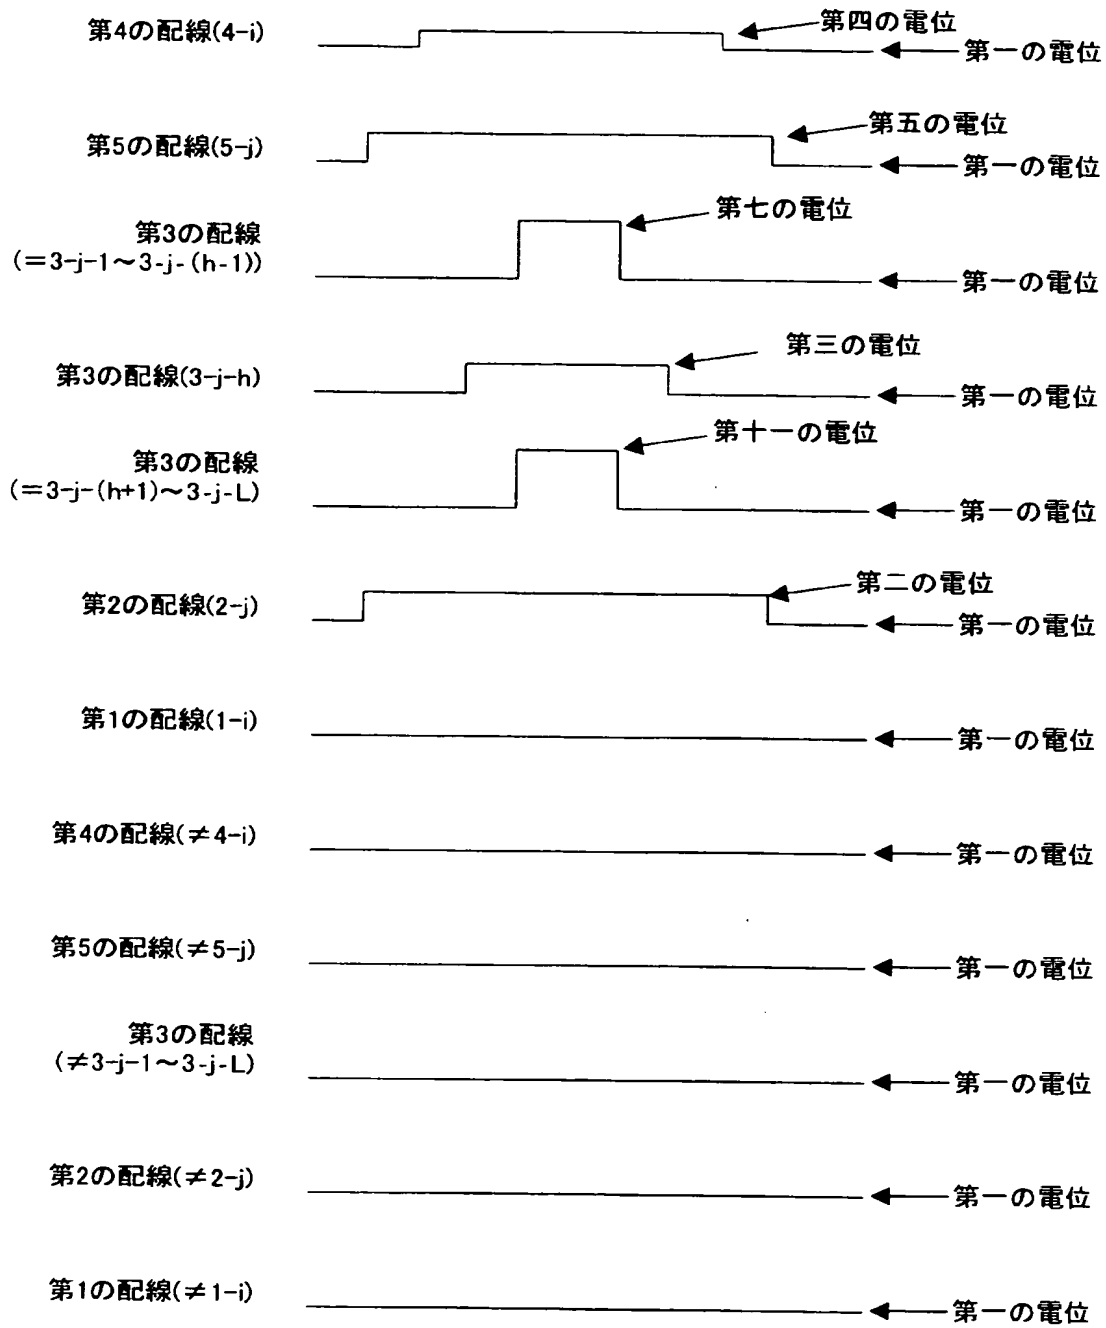 第4の配線(4-i)
第四の電位
第一の電位
第5の配線(5-j)
第五の電位
第一の電位
第3の配線
(=3-j-1~3-j-(h-1))
第七の電位
第一の電位
第3の配線(3-j-h)
第三の電位
第一の電位
第3の配線
(=3-j-(h+1)~3-j-L)
第十一の電位
第一の電位
第2の配線(2-j)
第二の電位
第一の電位
第1の配線(1-i)
第一の電位
第4の配線(≠4-i)
第一の電位
第5の配線(≠5-j)
第一の電位
第3の配線
(≠3-j-1~3-j-L)
第一の電位
第2の配線(≠2-j)
第一の電位
第1の配線(≠1-i)
第一の電位